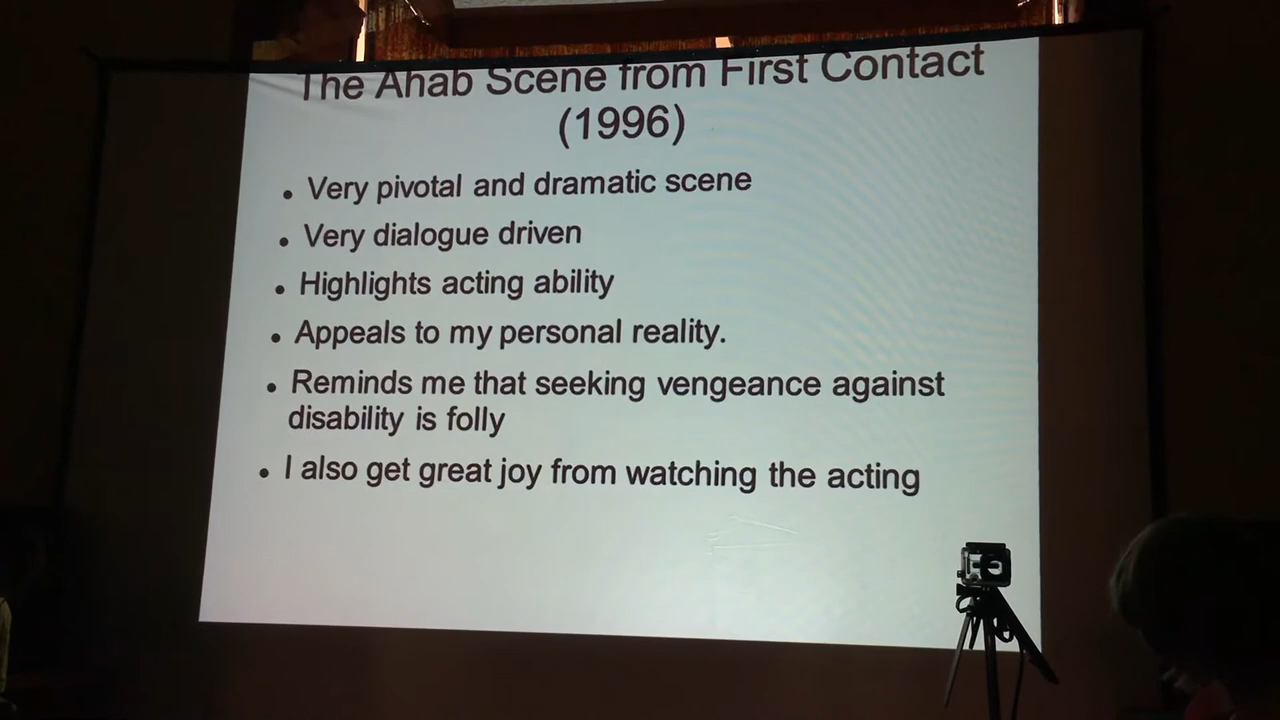 The Ahab Scene from First Contact
(1996)
• Very pivotal and dramatic scene
• Very dialogue driven
• Highlights acting ability
• Appeals to my personal reality.
• Reminds me that seeking vengeance against
disability is folly
• I also get great joy from watching the acting